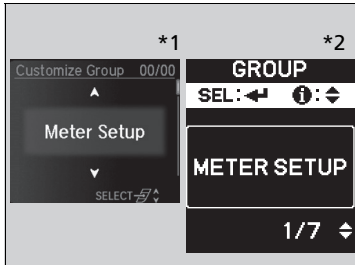 *1
*2
Customize Group 00/00
Meter Setup
SELECT
GROUP
SEL: :
METER SETUP
1/7